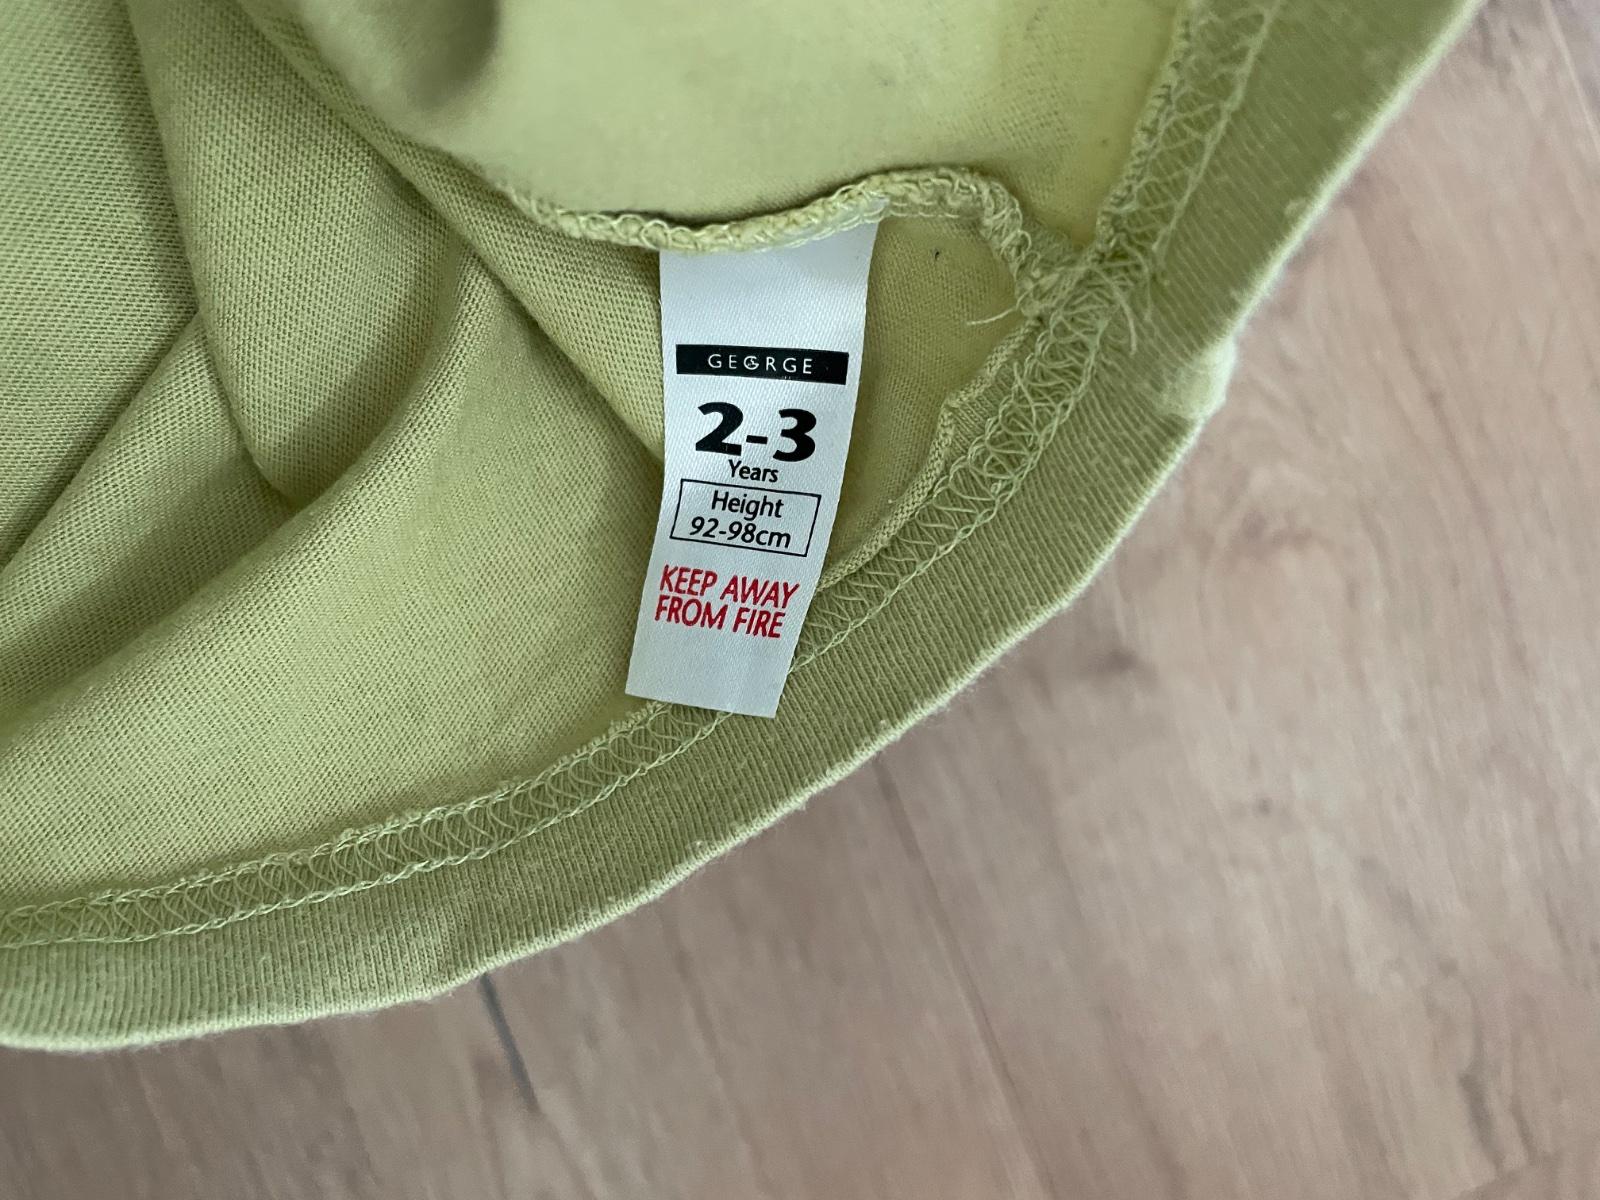 GEORGE
2-3
Years
Height
92-98cm
KEEP AWAY
FROM FIRE